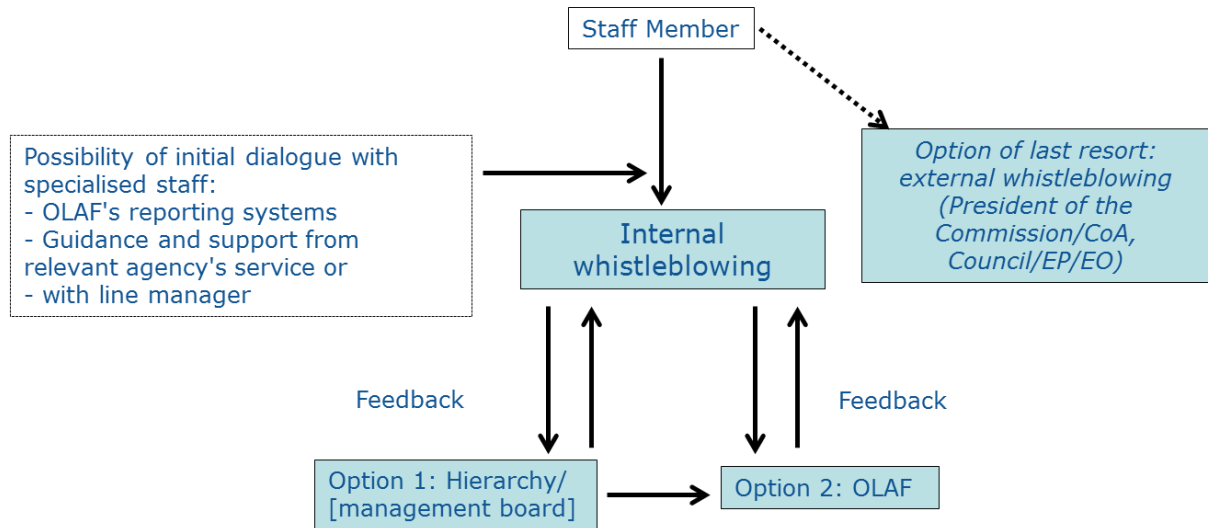 Staff Member
Possibility of initial dialogue with
specialised staff:
- OLAF's reporting systems
- Guidance and support from
relevant agency's service or
- with line manager
Option of last resort:
external whistleblowing
(President of the
Commission/CoA,
Council/EP/EO)
Internal
whistleblowing
Feedback
Feedback
Option 1: Hierarchy/
[management board]
Option 2: OLAF